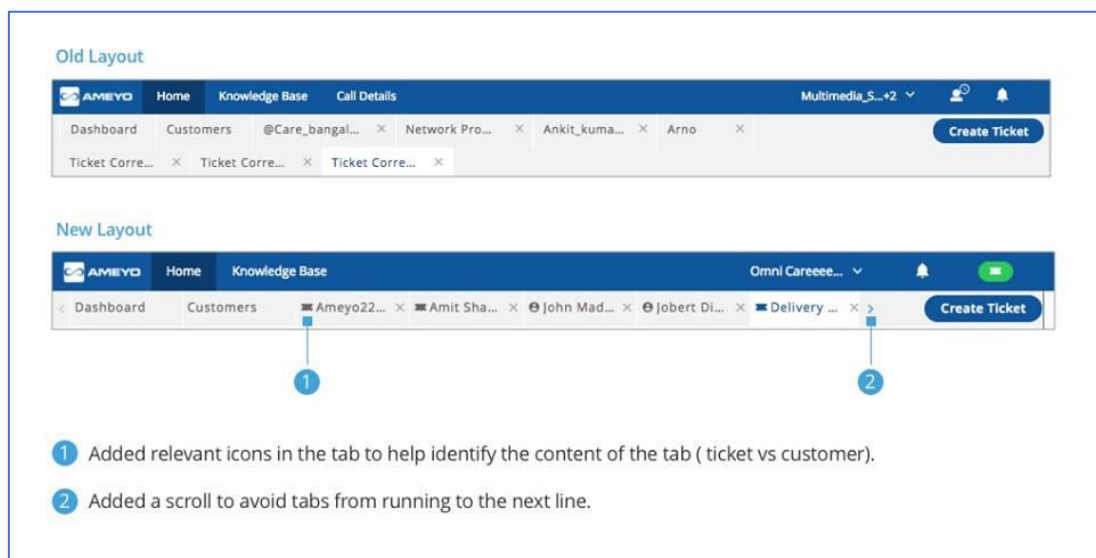 Old Layout
AMEYO Home Knowledge Base Call Details Multimedia_S...+2
Dashboard Customers @Care_bangal... × Network Pro... × Ankit_kuma... × Arno × Create Ticket
Ticket Corre... × Ticket Corre... × Ticket Corre... ×
New Layout
AMEYO Home Knowledge Base Omni Careeee...
Dashboard Customers Ameyo22... × Amit Sha... × John Mad... × Jobert Di... × Delivery ... × Create Ticket
1 2
1 Added relevant icons in the tab to help identify the content of the tab ( ticket vs customer).
2 Added a scroll to avoid tabs from running to the next line.